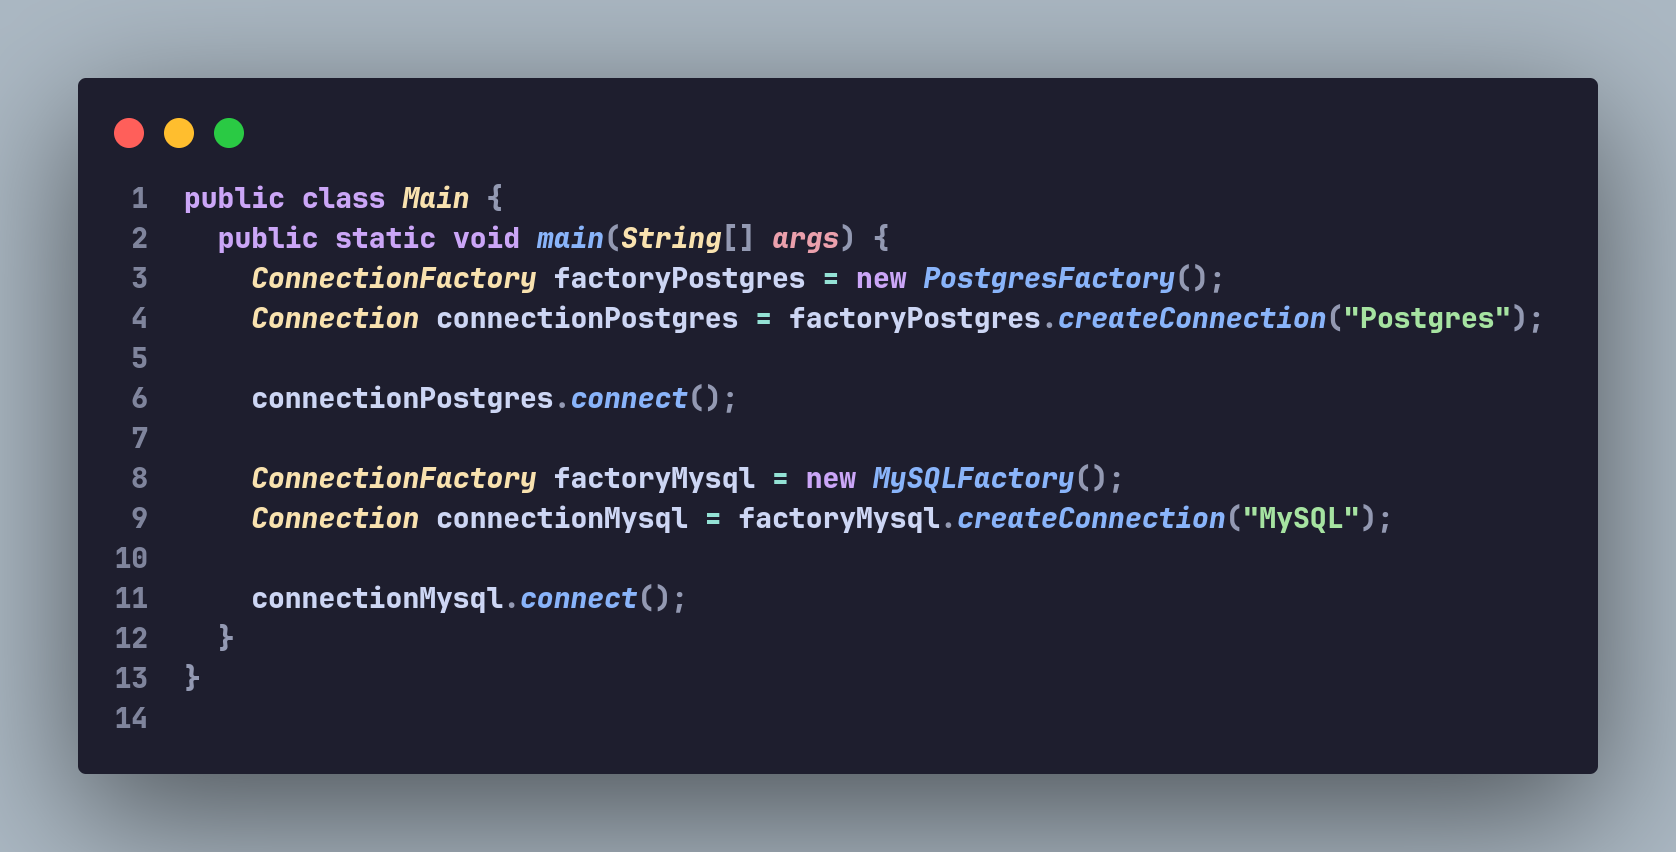 1 public class Main {
2   public static void main(String[] args) {
3     ConnectionFactory factoryPostgres = new PostgresFactory();
4     Connection connectionPostgres = factoryPostgres.createConnection("Postgres");
5
6     connectionPostgres.connect();
7
8     ConnectionFactory factoryMysql = new MySQLFactory();
9     Connection connectionMysql = factoryMysql.createConnection("MySQL");
10
11     connectionMysql.connect();
12   }
13 }
14